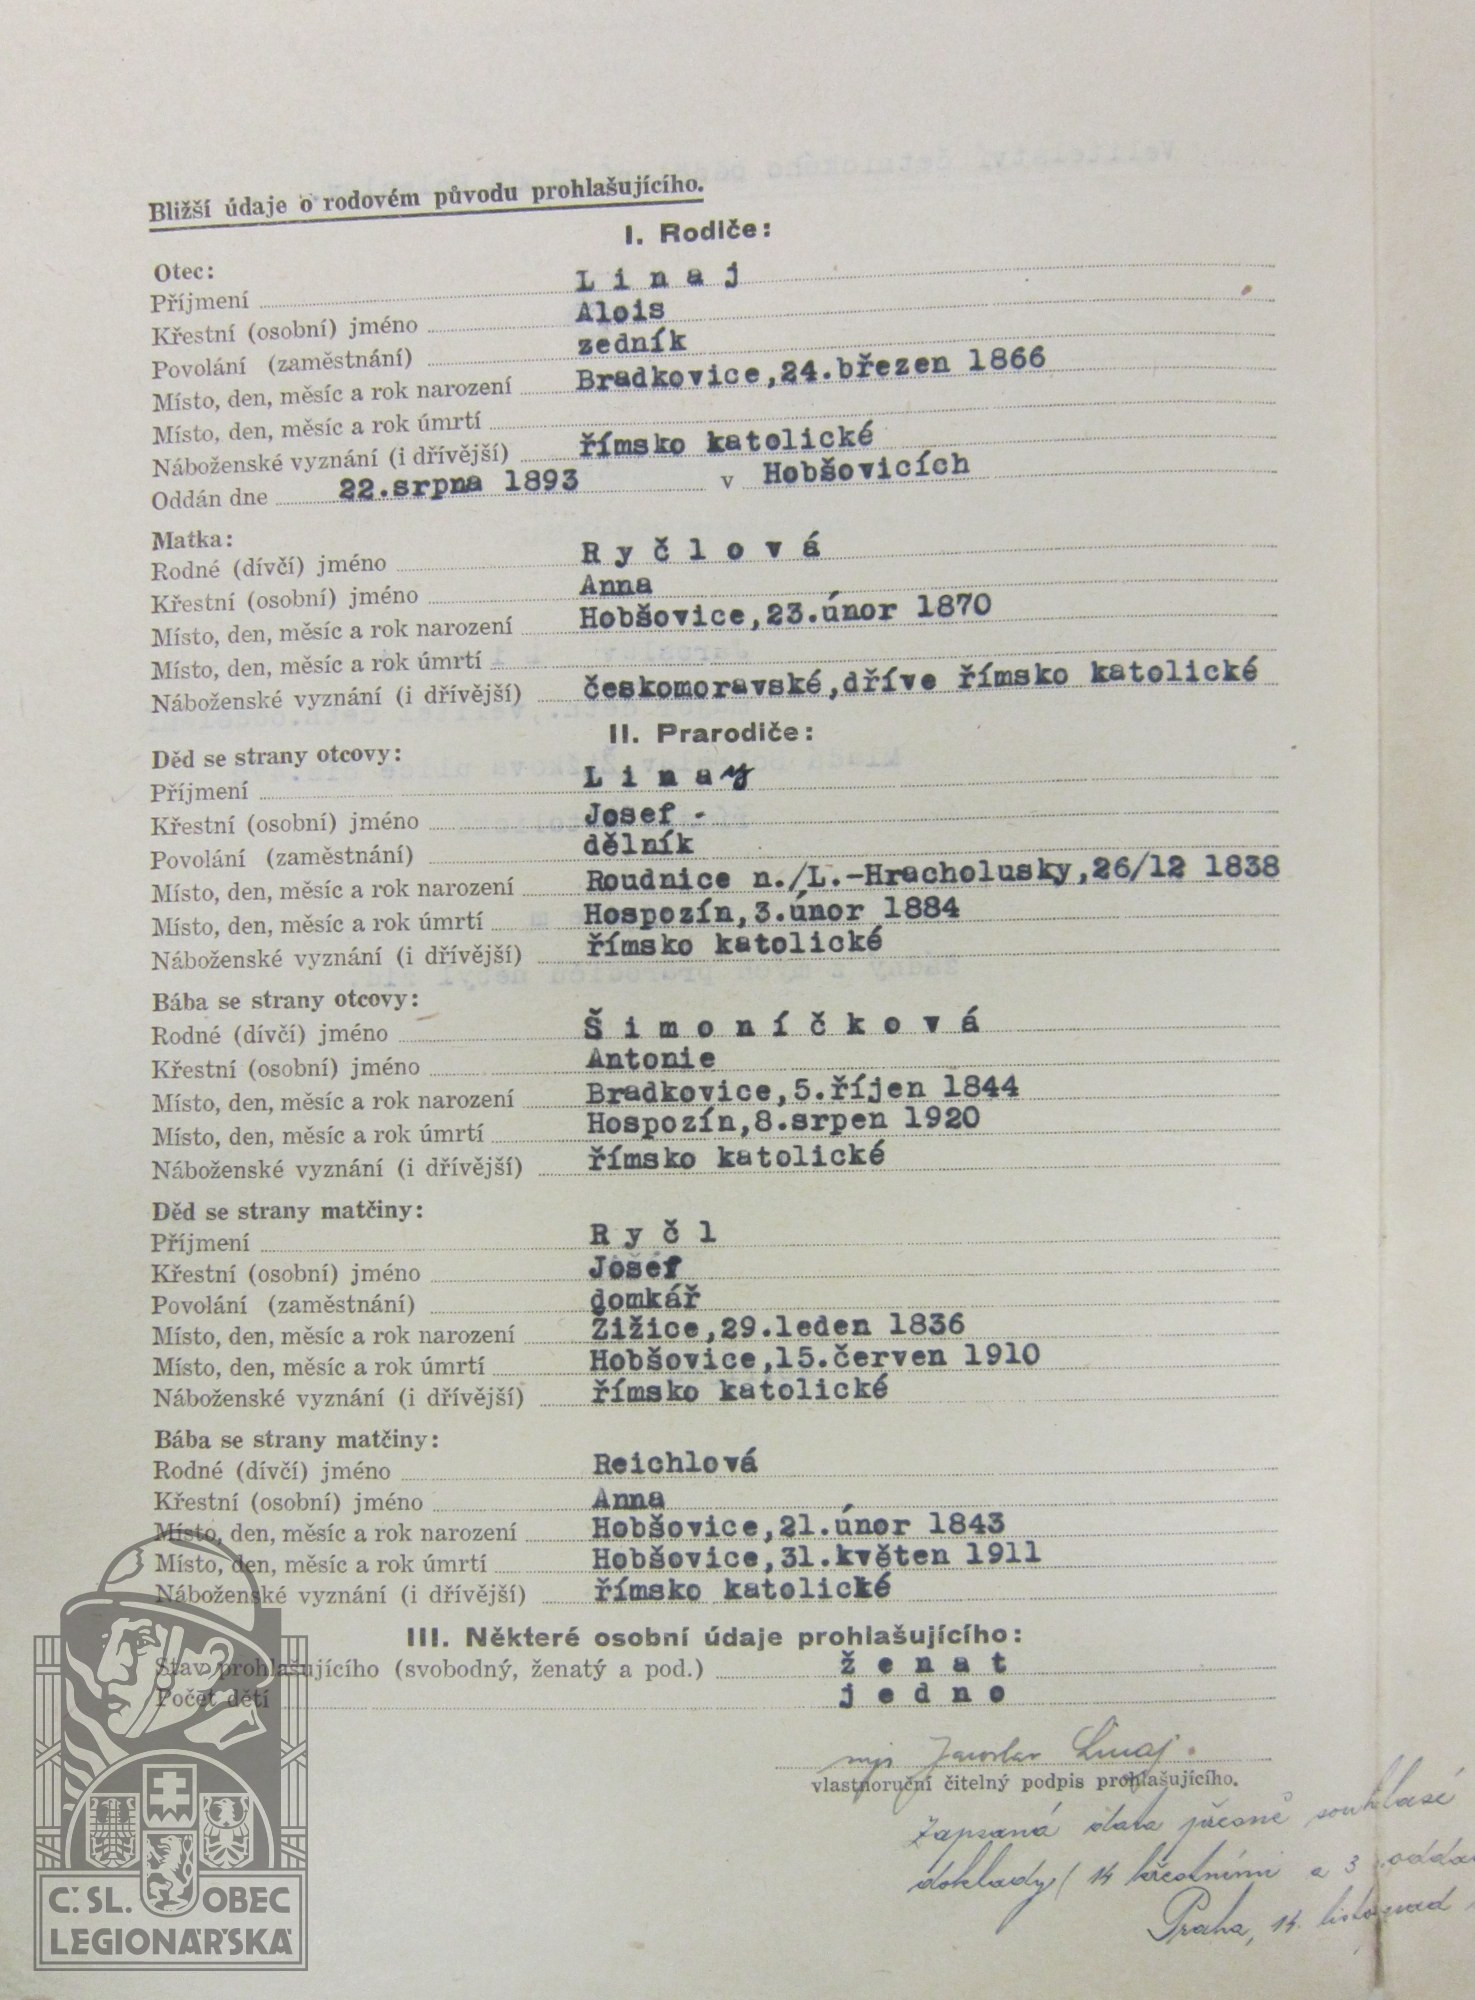 Bližší údaje o rodovém původu prohlašujícího.
I. Rodiče:
Otec:
Příjmení L i n a j
Křestní (osobní) jméno Alois
Povolání (zaměstnání) zedník
Místo, den, měsíc a rok narození Bradkovice,24.březen 1866
Místo, den, měsíc a rok úmrtí
Náboženské vyznání (i dřívější) římsko katolické
Oddán dne 22.srpna 1893 v Hobšovicích
Matka:
Rodné (dívčí) jméno R y č l o v á
Křestní (osobní) jméno Anna
Místo, den, měsíc a rok narození Hobšovice,23.únor 1870
Místo, den, měsíc a rok úmrtí
Náboženské vyznání (i dřívější) českomoravské,dříve římsko katolické
II. Prarodiče:
Děd se strany otcovy:
Příjmení L i n a y
Křestní (osobní) jméno Josef -
Povolání (zaměstnání) dělník
Místo, den, měsíc a rok narození Roudnice n./L.-Hracholusky,26/12 1838
Místo, den, měsíc a rok úmrtí Hospozín,3.únor 1884
Náboženské vyznání (i dřívější) římsko katolické
Bába se strany otcovy:
Rodné (dívčí) jméno Š i m o n í č k o v á
Křestní (osobní) jméno Antonie
Místo, den, měsíc a rok narození Bradkovice,5.říjen 1844
Místo, den, měsíc a rok úmrtí Hospozín,8.srpen 1920
Náboženské vyznání (i dřívější) římsko katolické
Děd se strany matčiny:
Příjmení R y č l
Křestní (osobní) jméno Josef
Povolání (zaměstnání) domkář
Místo, den, měsíc a rok narození Žižice,29.leden 1836
Místo, den, měsíc a rok úmrtí Hobšovice,15.červen 1910
Náboženské vyznání (i dřívější) římsko katolické
Bába se strany matčiny:
Rodné (dívčí) jméno Reichlová
Křestní (osobní) jméno Anna
Místo, den, měsíc a rok narození Hobšovice,21.únor 1843
Místo, den, měsíc a rok úmrtí Hobšovice,31.květen 1911
Náboženské vyznání (i dřívější) římsko katolické
III. Některé osobní údaje prohlašujícího:
Stav prohlašujícího (svobodný, ženatý a pod.) ž e n a t
Počet dětí j e d n o
Jaroslav Linaj.
vlastnoruční čitelný podpis prohlašujícího.
Zapsaná data přesně souhlasí
doklady (14 křestními a 3 oddac
Praha, 14. listopad
Č. SL. OBEC
LEGIONÁŘSKÁ